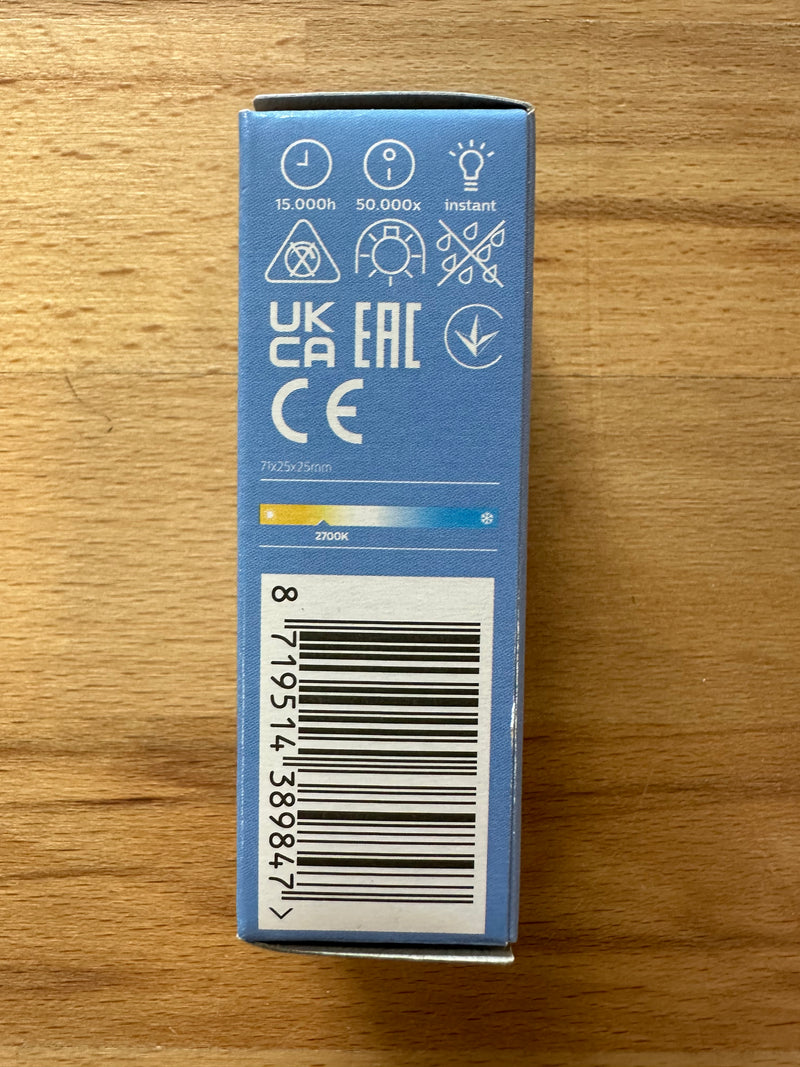 15.000h 50.000x instant
UK
CA EAC
CE
71x25x25mm
2700K
8 719514 389847 >